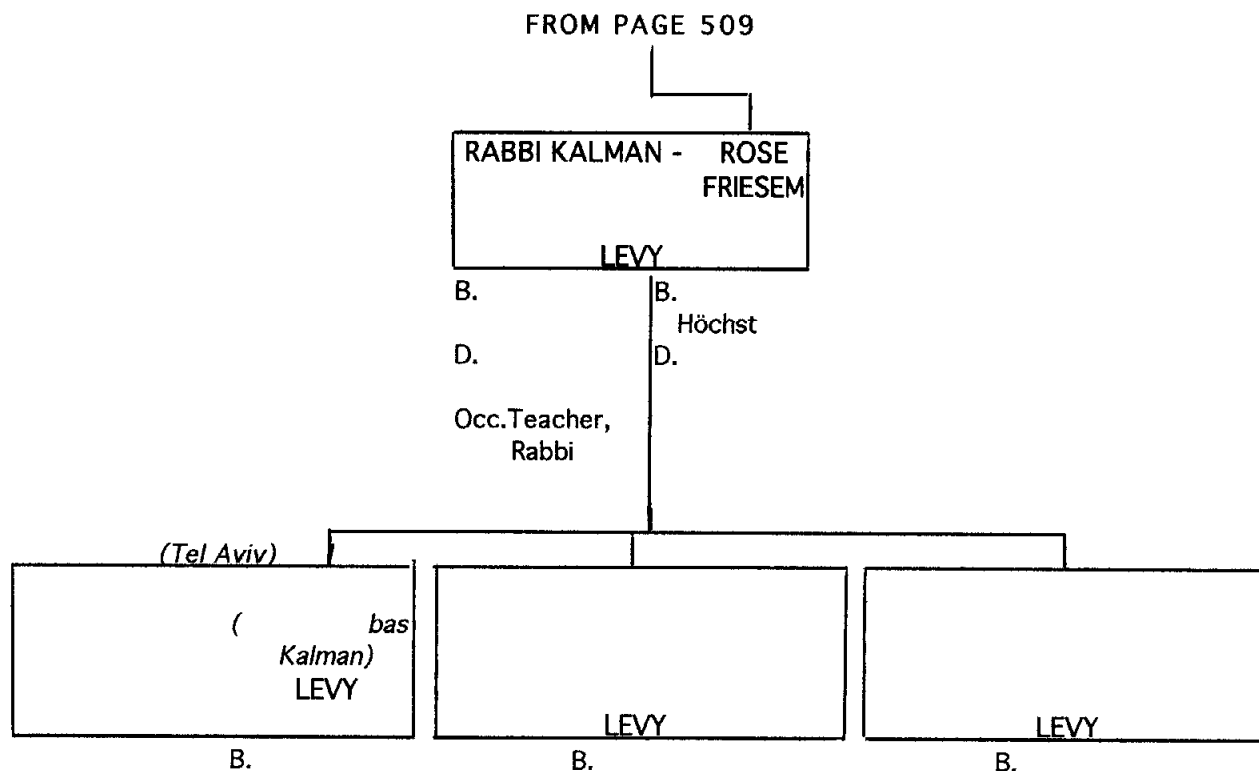 FROM PAGE 509
RABBI KALMAN - ROSE
FRIESEM
LEVY
B. B.
Höchst
D. D.
Occ.Teacher,
Rabbi
(Tel Aviv)
( bas
Kalman)
LEVY
LEVY
LEVY
B. B. B.